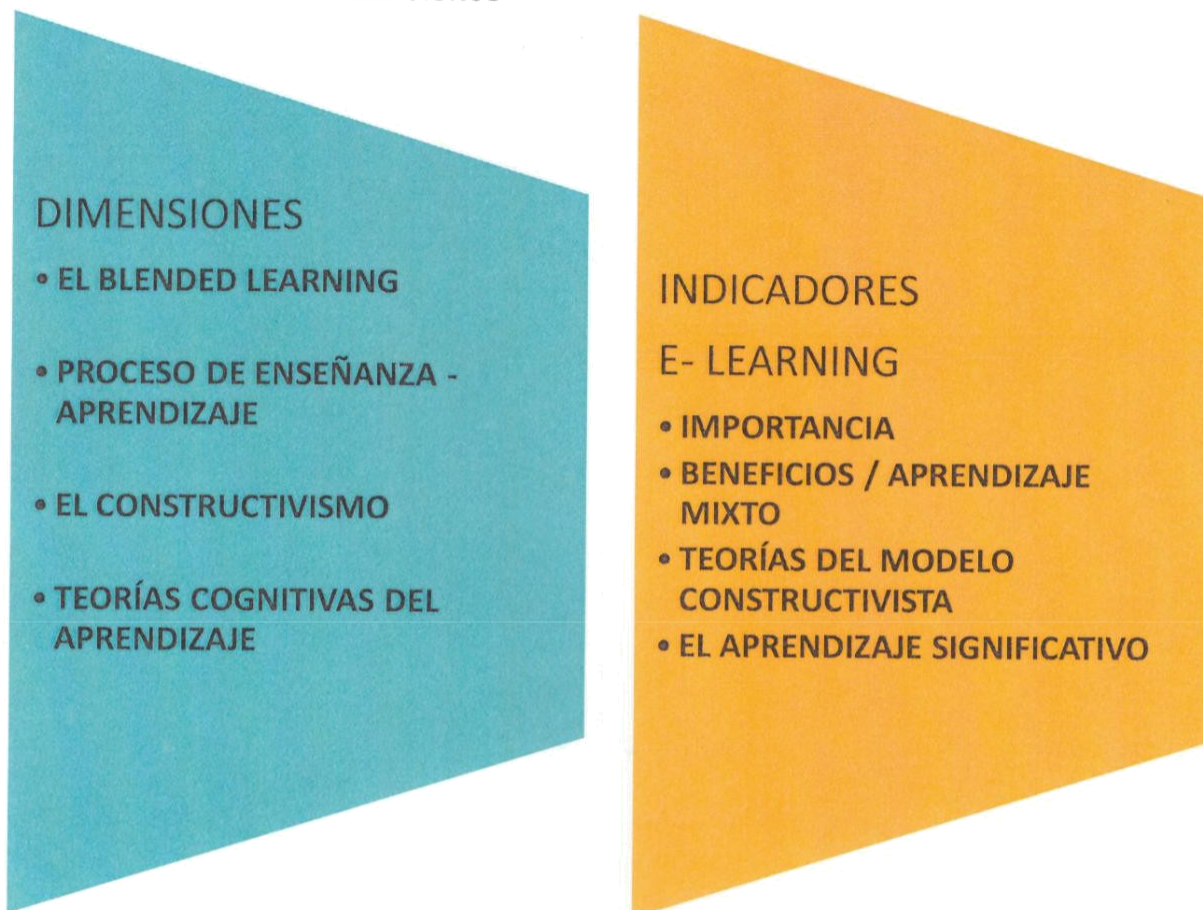 DIMENSIONES
• EL BLENDED LEARNING
• PROCESO DE ENSEÑANZA -
APRENDIZAJE
• EL CONSTRUCTIVISMO
• TEORÍAS COGNITIVAS DEL
APRENDIZAJE
INDICADORES
E- LEARNING
• IMPORTANCIA
• BENEFICIOS / APRENDIZAJE
MIXTO
• TEORÍAS DEL MODELO
CONSTRUCTIVISTA
• EL APRENDIZAJE SIGNIFICATIVO